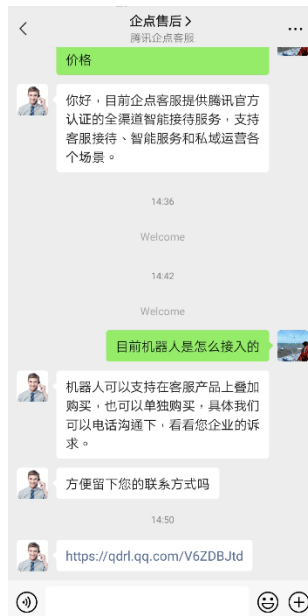 企点售后
腾讯企点客服
价格
你好，目前企点客服提供腾讯官方
认证的全渠道智能接待服务，支持
客服接待、智能服务和私域运营各
个场景。
14:36
Welcome
14:42
Welcome
目前机器人是怎么接入的
机器人可以支持在客服产品上叠加
购买，也可以单独购买，具体我们
可以电话沟通下，看看您企业的诉
求。
方便留下您的联系方式吗
14:50
https://qdrl.qq.com/V6ZDBJtd